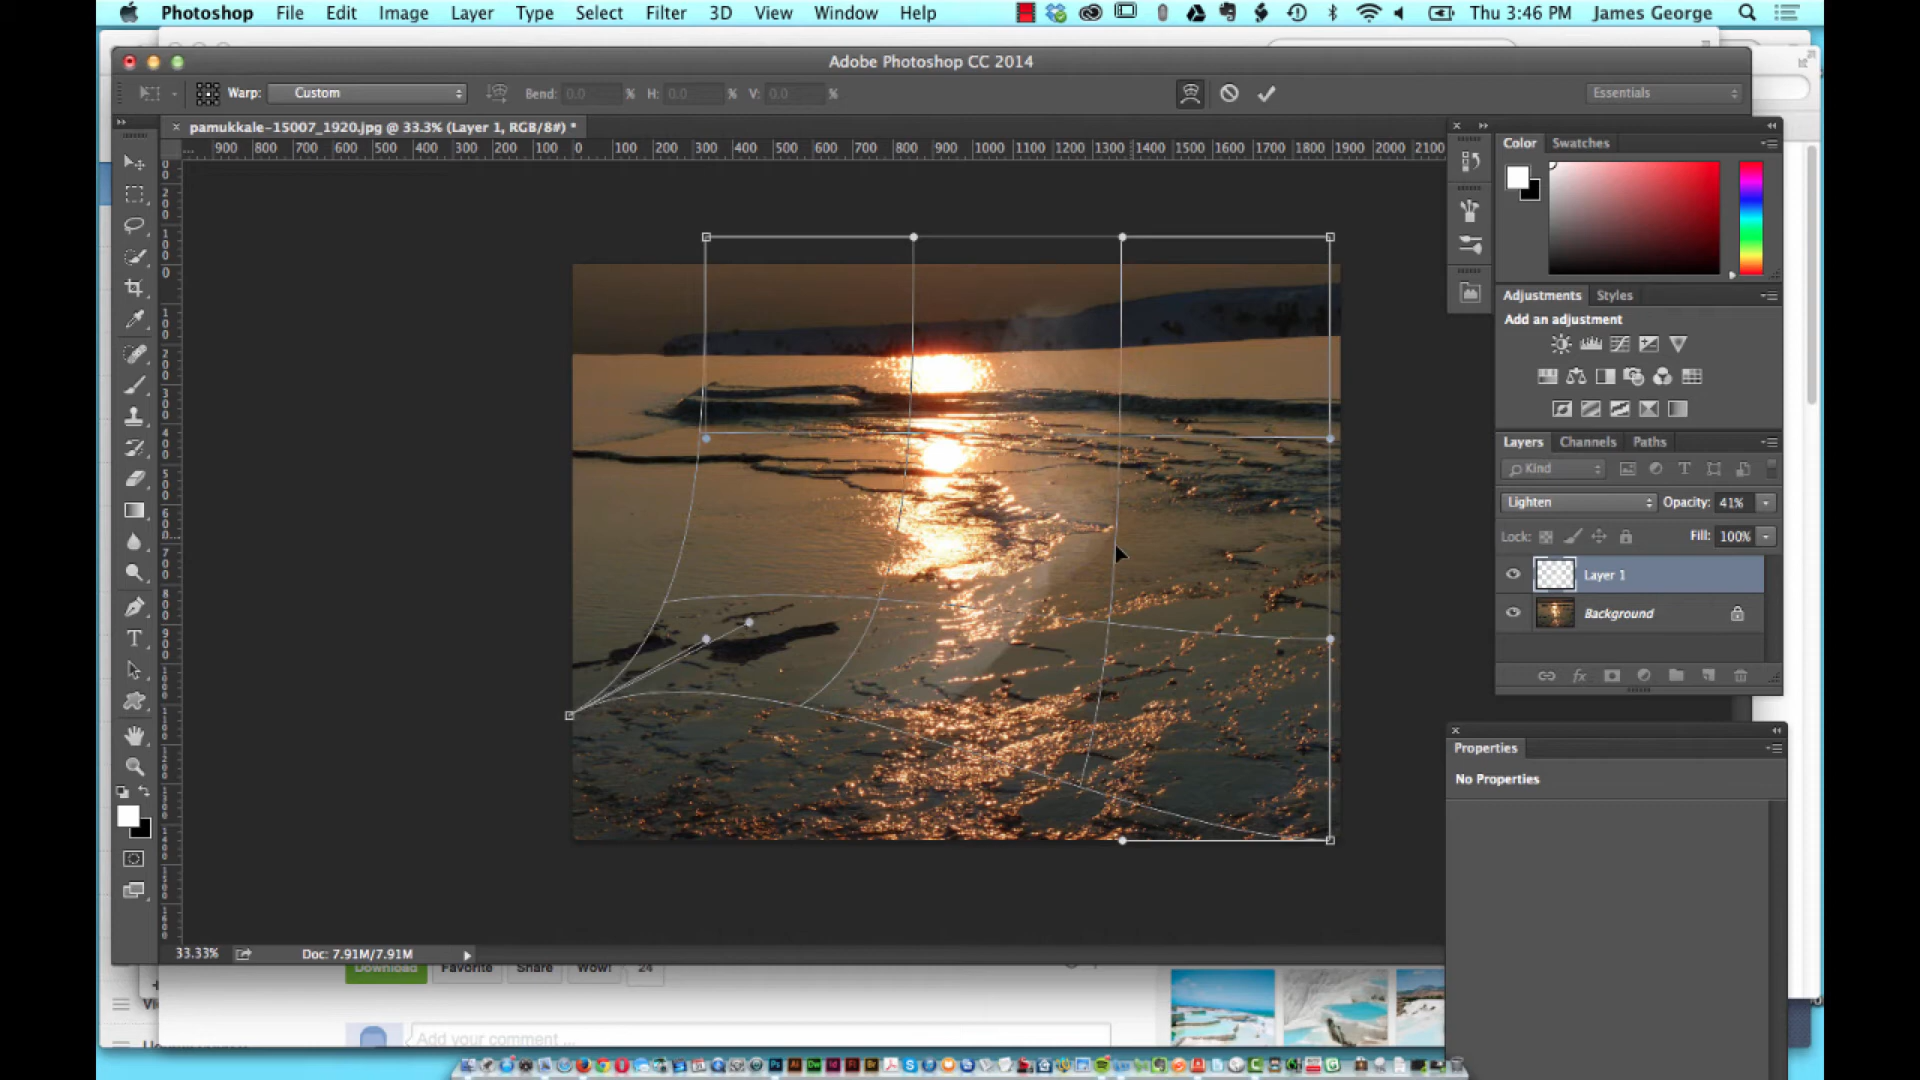 Photoshop File Edit Image Layer Type Select Filter 3D View Window Help Thu 3:46 PM James George
Adobe Photoshop CC 2014
Warp: Custom Bend: 0.0 % H: 0.0 % V: 0.0 % Essentials
pamukkale-15007_1920.jpg @ 33.3% (Layer 1, RGB/8#) *
900 800 700 600 500 400 300 200 100 0 100 200 300 400 500 600 700 800 900 1000 1100 1200 1300 1400 1500 1600 1700 1800 1900 2000 2100
Color Swatches
Adjustments Styles
Add an adjustment
Layers Channels Paths
Kind
Lighten Opacity: 41%
Lock: Fill: 100%
Layer 1
Background
Properties
No Properties
33.33% Doc: 7.91M/7.91M
Download Favorite Share Wow! 24
Add your comment ...